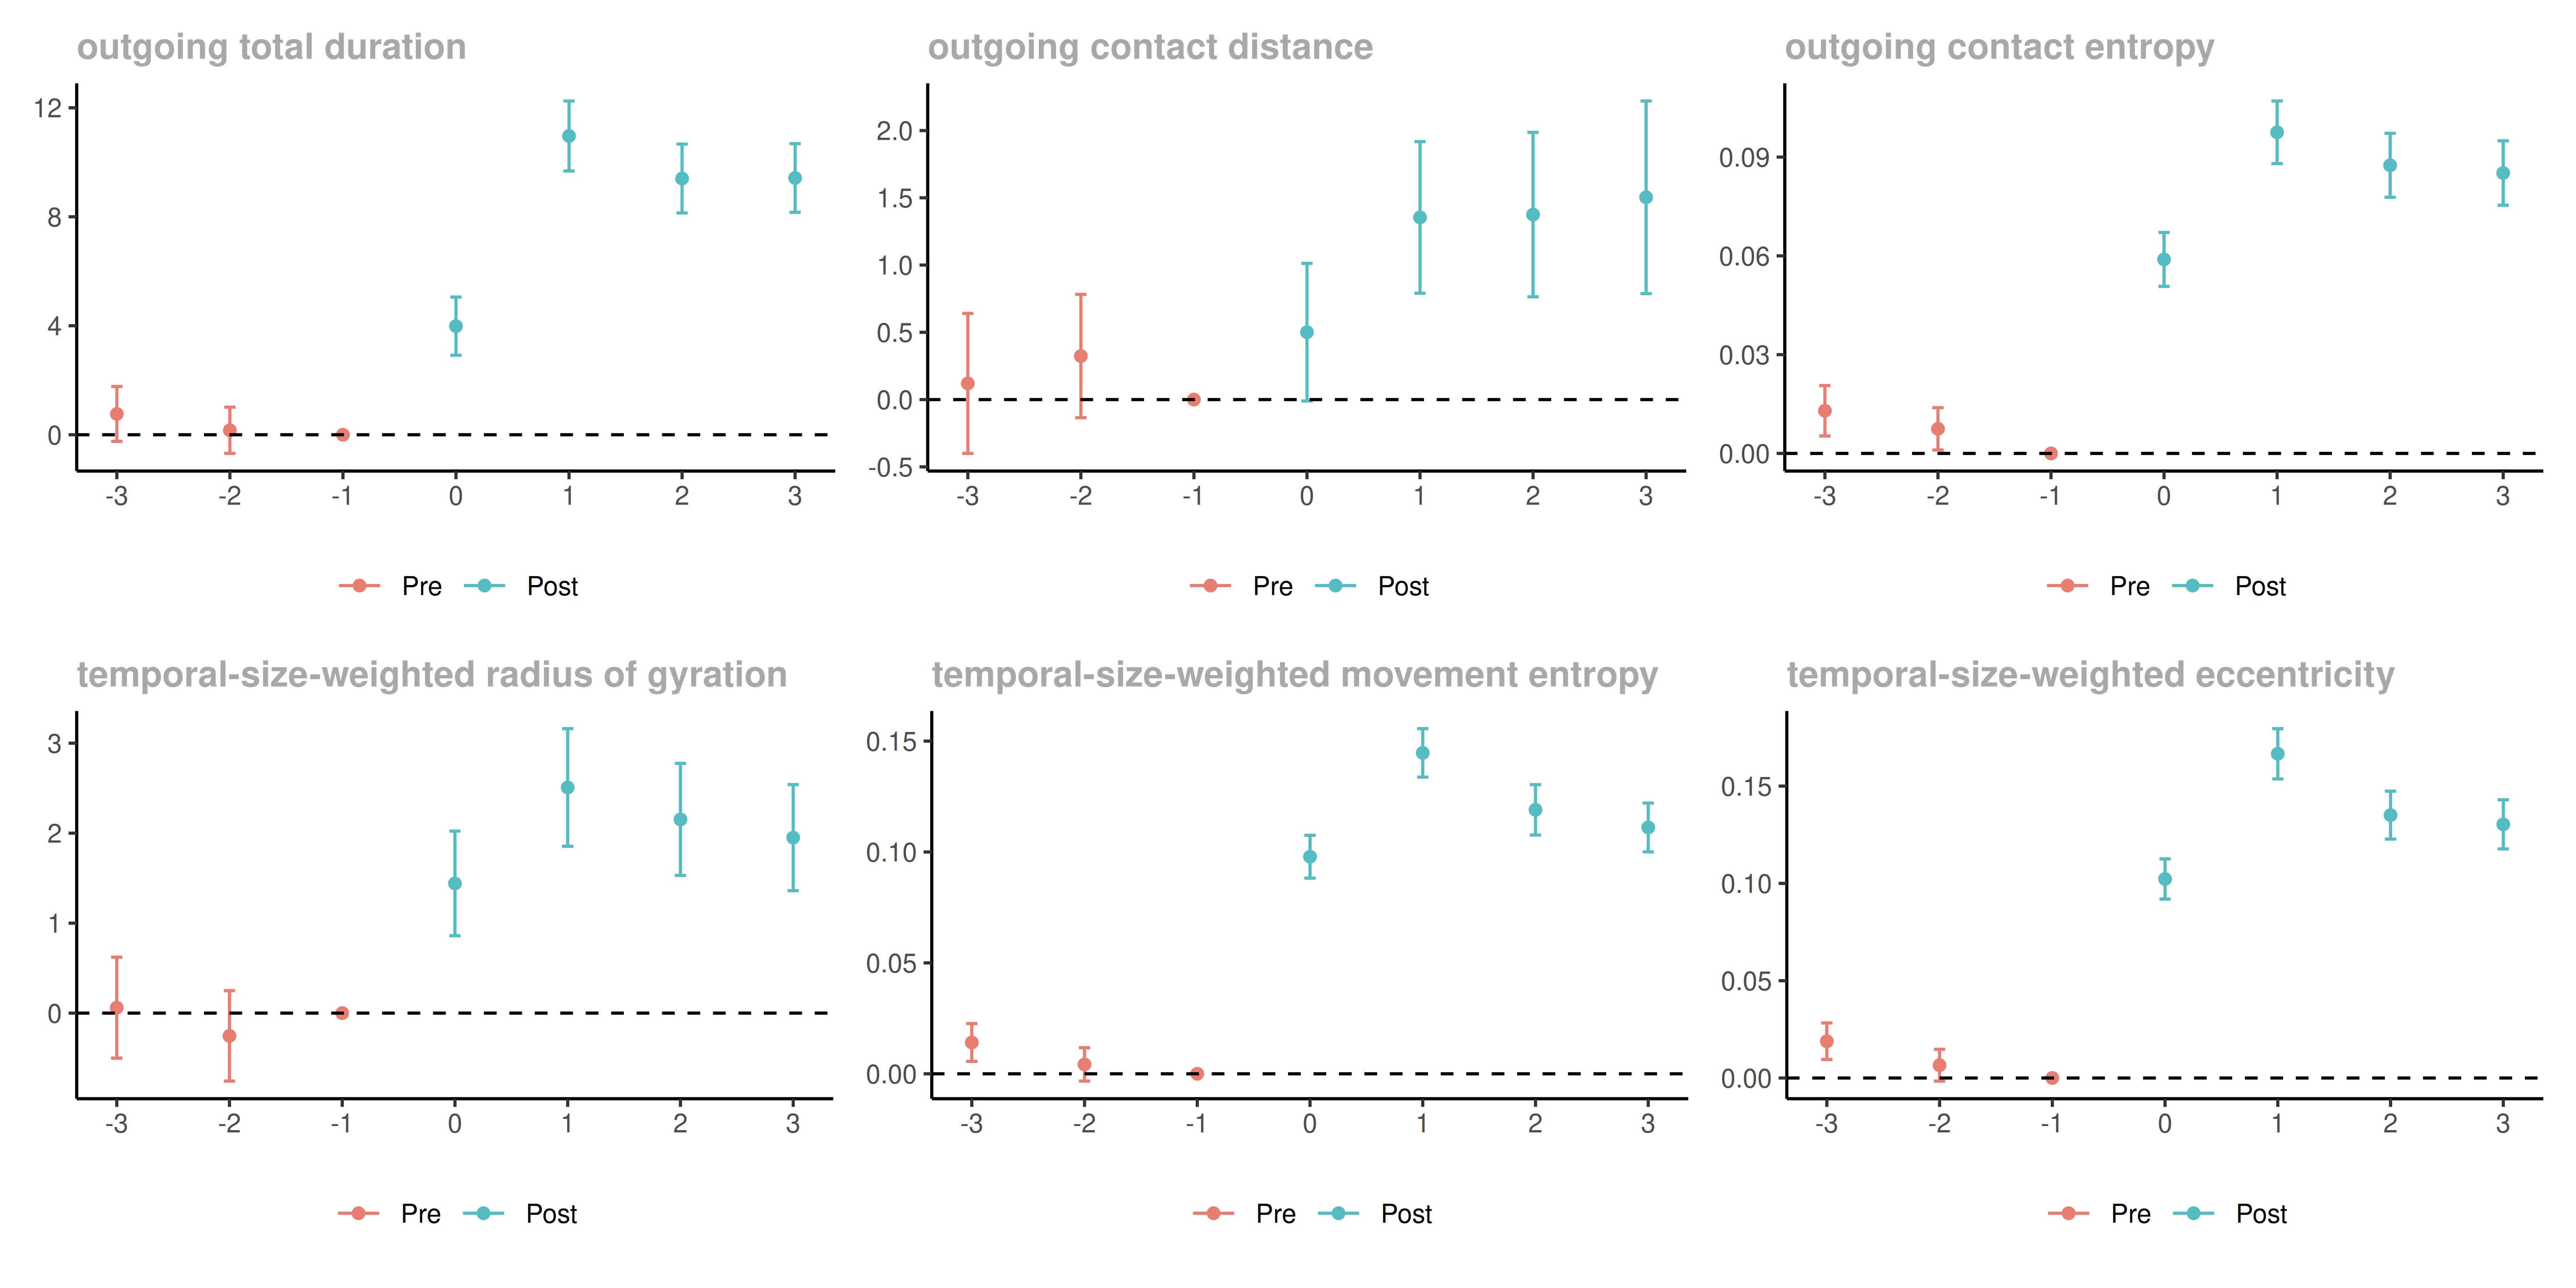 outgoing total duration
12
8
4
0
-3 -2 -1 0 1 2 3
Pre Post
outgoing contact distance
2.0
1.5
1.0
0.5
0.0
-0.5
-3 -2 -1 0 1 2 3
Pre Post
outgoing contact entropy
0.09
0.06
0.03
0.00
-3 -2 -1 0 1 2 3
Pre Post
temporal-size-weighted radius of gyration
3
2
1
0
-3 -2 -1 0 1 2 3
Pre Post
temporal-size-weighted movement entropy
0.15
0.10
0.05
0.00
-3 -2 -1 0 1 2 3
Pre Post
temporal-size-weighted eccentricity
0.15
0.10
0.05
0.00
-3 -2 -1 0 1 2 3
Pre Post